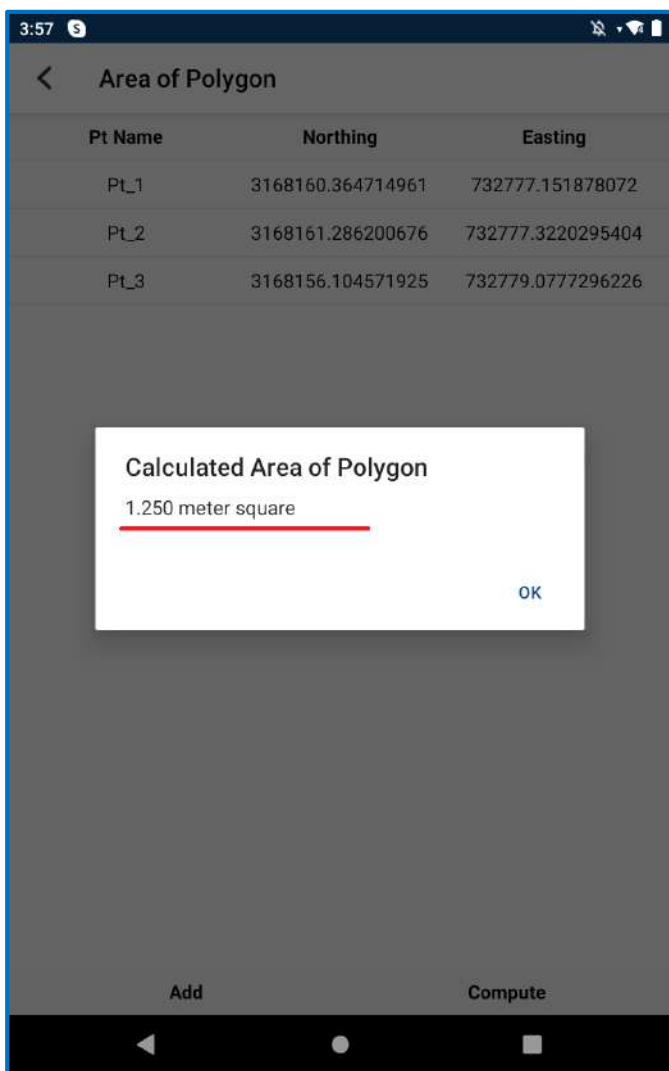 3:57 S
Area of Polygon
Pt Name Northing Easting
Pt_1 3168160.364714961 732777.151878072
Pt_2 3168161.286200676 732777.3220295404
Pt_3 3168156.104571925 732779.0777296226
Calculated Area of Polygon
1.250 meter square
OK
Add Compute